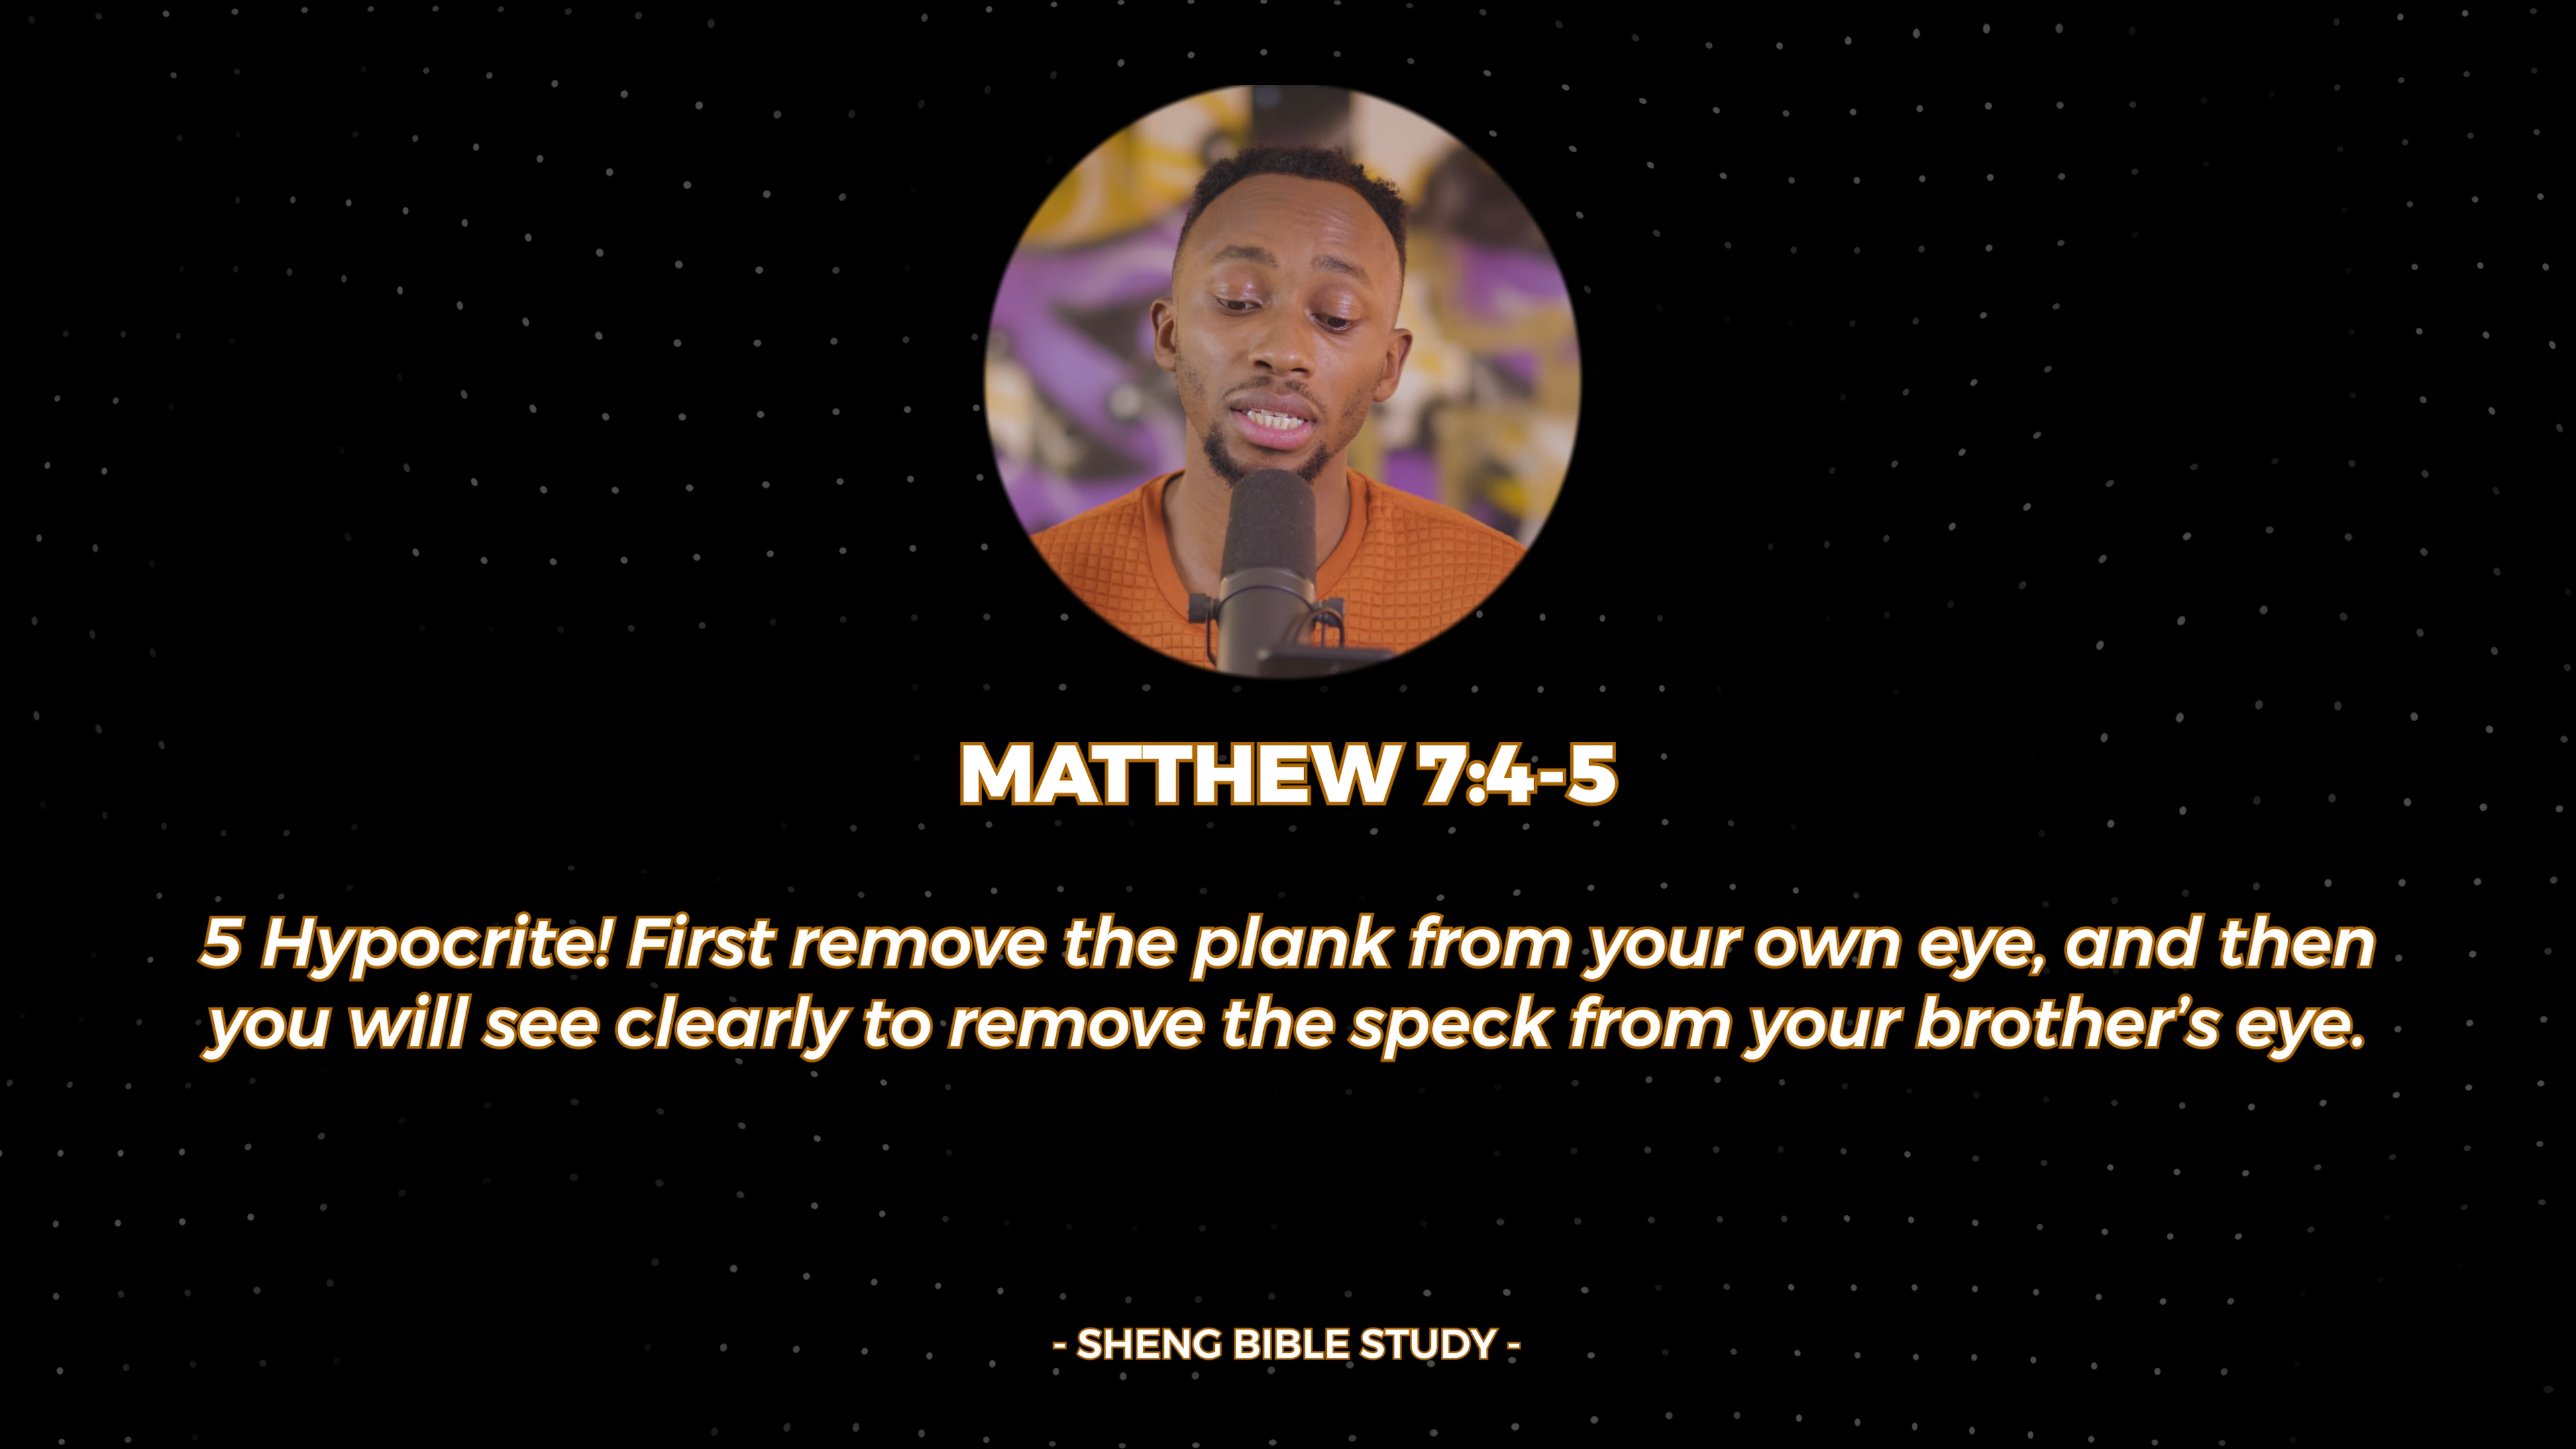 MATTHEW 7:4-5
5 Hypocrite! First remove the plank from your own eye, and then
you will see clearly to remove the speck from your brother’s eye.
- SHENG BIBLE STUDY -